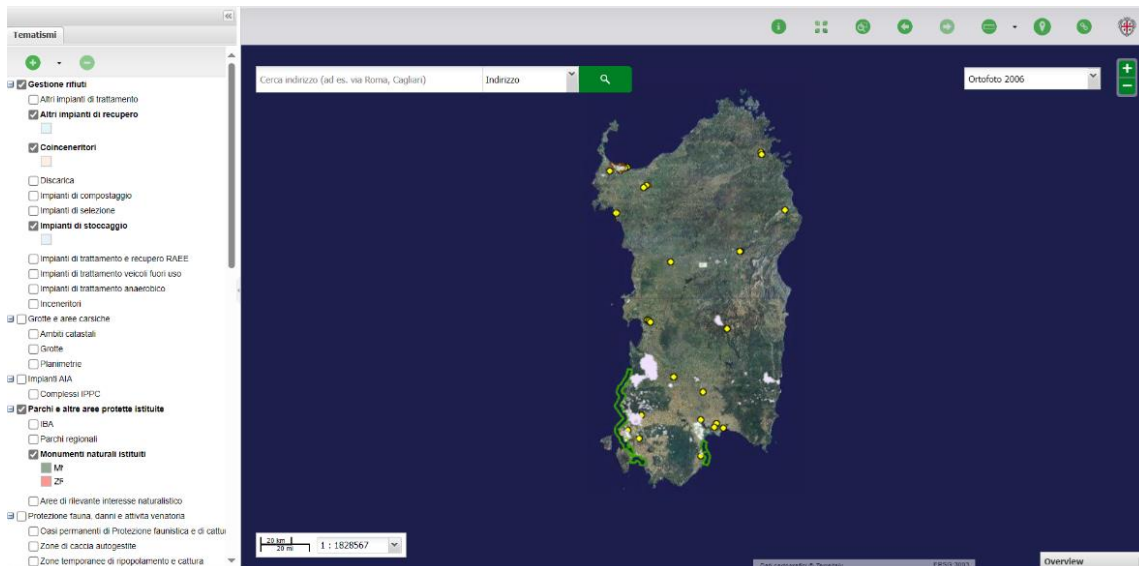 Tematismi
Gestione rifiuti
Altri impianti di trattamento
Altri impianti di recupero
Coinceneritori
Discarica
Impianti di compostaggio
Impianti di selezione
Impianti di stoccaggio
Impianti di trattamento e recupero RAEE
Impianti di trattamento veicoli fuori uso
Impianti di trattamento anaerobico
Inceneritori
Grotte e aree carsiche
Ambiti catastali
Grotte
Planimetrie
Impianti AIA
Complessi IPPC
Parchi e altre aree protette istituite
IBA
Parchi regionali
Monumenti naturali istituiti
Mf
ZF
Aree di rilevante interesse naturalistico
Protezione fauna, danni e attivita venatoria
Oasi permanenti di Protezione faunistica e di cattu
Zone di caccia autogestite
Zone temporanee di ripopolamento e cattura
Cerca indirizzo (ad es. via Roma, Cagliari)
Indirizzo
Ortofoto 2006
20 km
20 mi
1 : 1828567
Overview